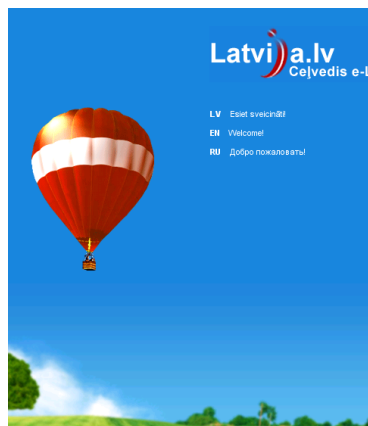 Latvija.lv
Ceļvedis e-L
LV Esiet sveicināti!
EN Welcome!
RU Добро пожаловать!